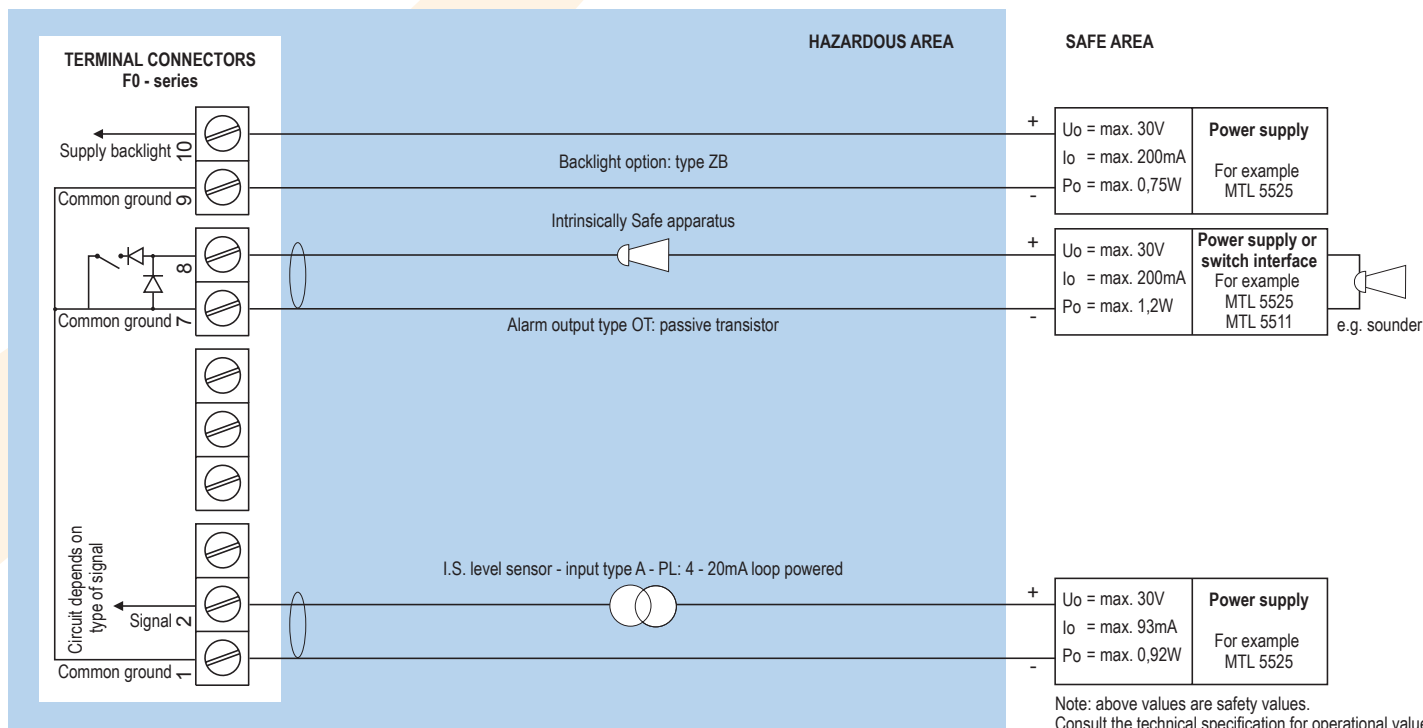 HAZARDOUS AREA
SAFE AREA
TERMINAL CONNECTORS
F0 - series
Supply backlight 10
Common ground 9
Backlight option: type ZB
+
-
Uo = max. 30V
Io = max. 200mA
Po = max. 0,75W
Power supply
For example
MTL 5525
Intrinsically Safe apparatus
8
Common ground 7
Alarm output type OT: passive transistor
+
-
Uo = max. 30V
Io = max. 200mA
Po = max. 1,2W
Power supply or
switch interface
For example
MTL 5525
MTL 5511
e.g. sounder
Circuit depends on
type of signal
Signal 2
Common ground 1
I.S. level sensor - input type A - PL: 4 - 20mA loop powered
+
-
Uo = max. 30V
Io = max. 93mA
Po = max. 0,92W
Power supply
For example
MTL 5525
Note: above values are safety values.
Consult the technical specification for operational value